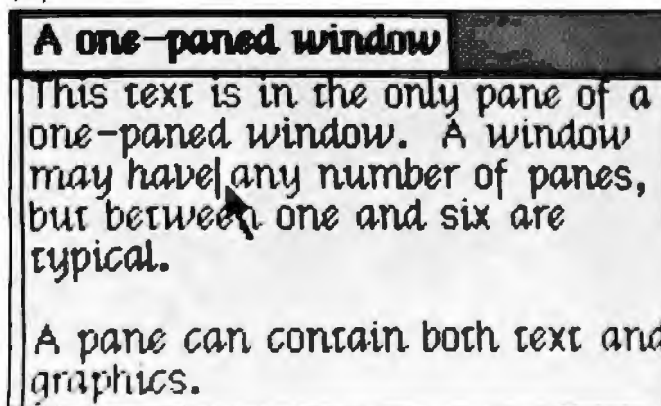 A one-paned window
This text is in the only pane of a
one-paned window.  A window
may have any number of panes,
but between one and six are
typical.

A pane can contain both text and
graphics.